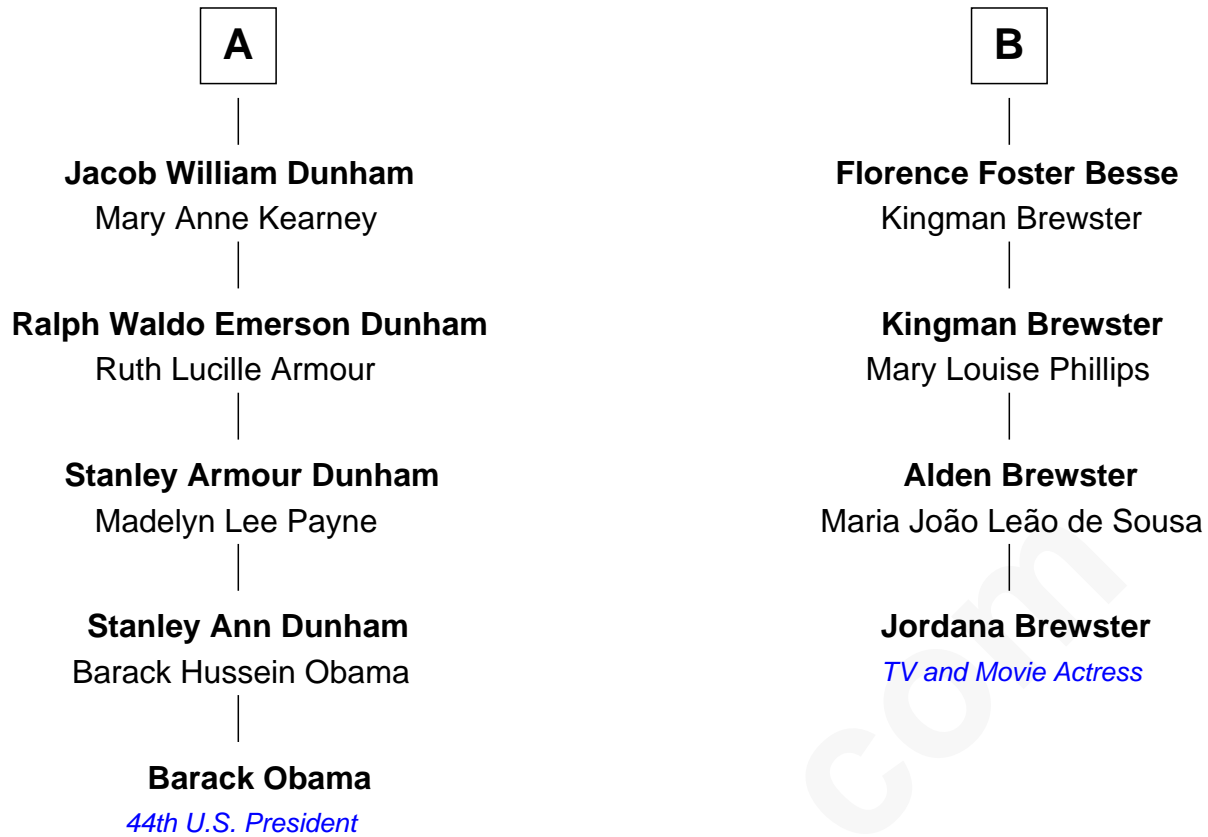 A
Jacob William Dunham
Mary Anne Kearney
Ralph Waldo Emerson Dunham
Ruth Lucille Armour
Stanley Armour Dunham
Madelyn Lee Payne
Stanley Ann Dunham
Barack Hussein Obama
Barack Obama
44th U.S. President
B
Florence Foster Besse
Kingman Brewster
Kingman Brewster
Mary Louise Phillips
Alden Brewster
Maria João Leão de Sousa
Jordana Brewster
TV and Movie Actress
com